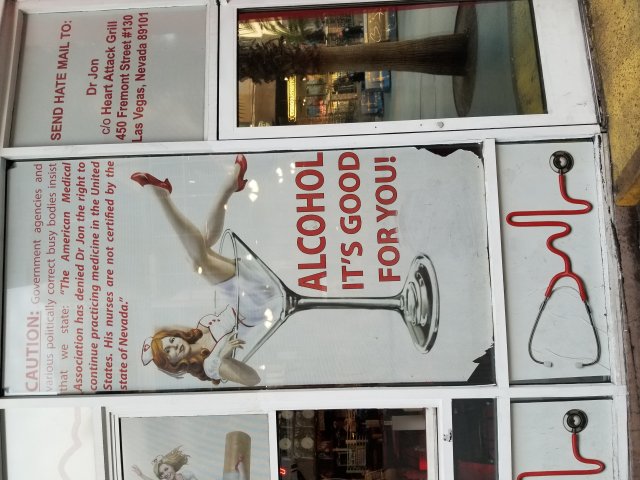 CAUTION: Government agencies and
various politically correct busy bodies insist
that we state: "The American Medical
Association has denied Dr Jon the right to
continue practicing medicine in the United
States. His nurses are not certified by the
state of Nevada."
ALCOHOL
IT'S GOOD
FOR YOU!
SEND HATE MAIL TO:
Dr Jon
c/o Heart Attack Grill
450 Fremont Street #130
Las Vegas, Nevada 89101